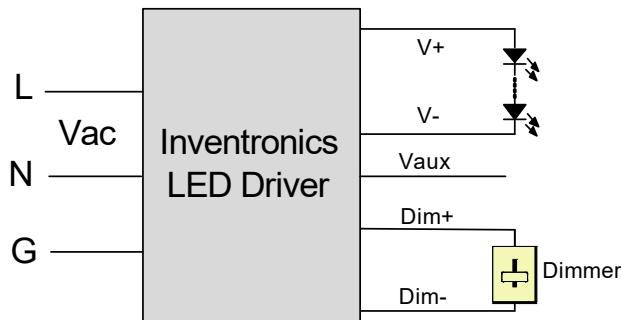 L
Vac
N
G
Inventronics
LED Driver
V+
V-
Vaux
Dim+
Dim-
Dimmer